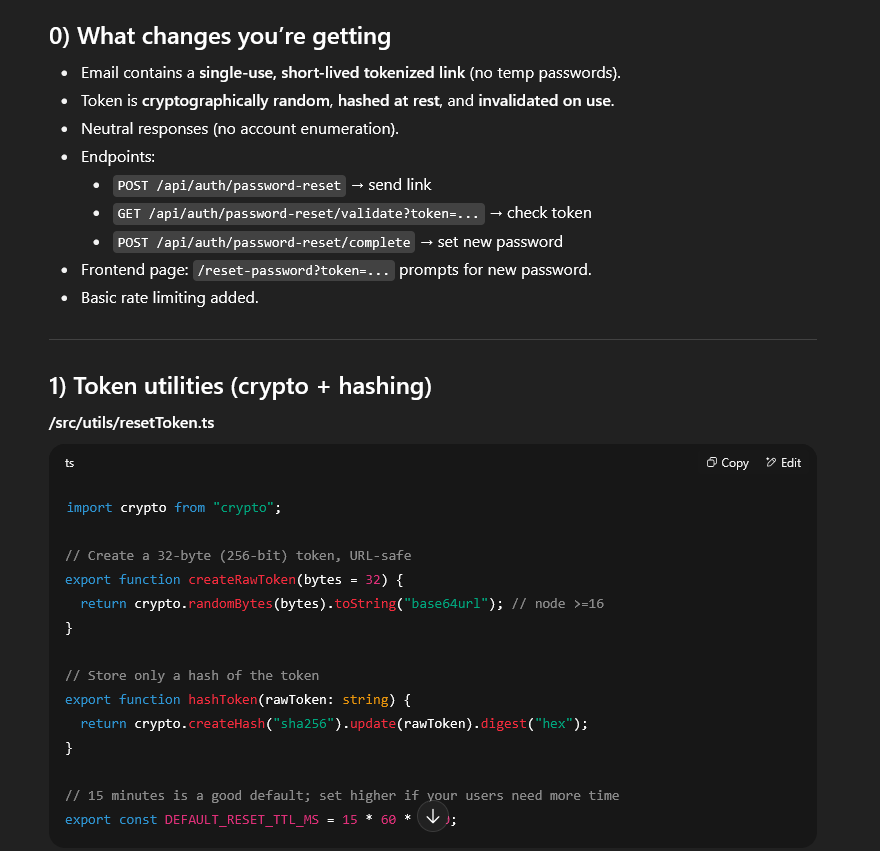 0) What changes you’re getting
Email contains a single-use, short-lived tokenized link (no temp passwords).
Token is cryptographically random, hashed at rest, and invalidated on use.
Neutral responses (no account enumeration).
Endpoints:
POST /api/auth/password-reset → send link
GET /api/auth/password-reset/validate?token=... → check token
POST /api/auth/password-reset/complete → set new password
Frontend page: /reset-password?token=... prompts for new password.
Basic rate limiting added.
1) Token utilities (crypto + hashing)
/src/utils/resetToken.ts
ts Copy Edit
import crypto from "crypto";
// Create a 32-byte (256-bit) token, URL-safe
export function createRawToken(bytes = 32) {
return crypto.randomBytes(bytes).toString("base64url"); // node >=16
}
// Store only a hash of the token
export function hashToken(rawToken: string) {
return crypto.createHash("sha256").update(rawToken).digest("hex");
}
// 15 minutes is a good default; set higher if your users need more time
export const DEFAULT_RESET_TTL_MS = 15 * 60 * ;